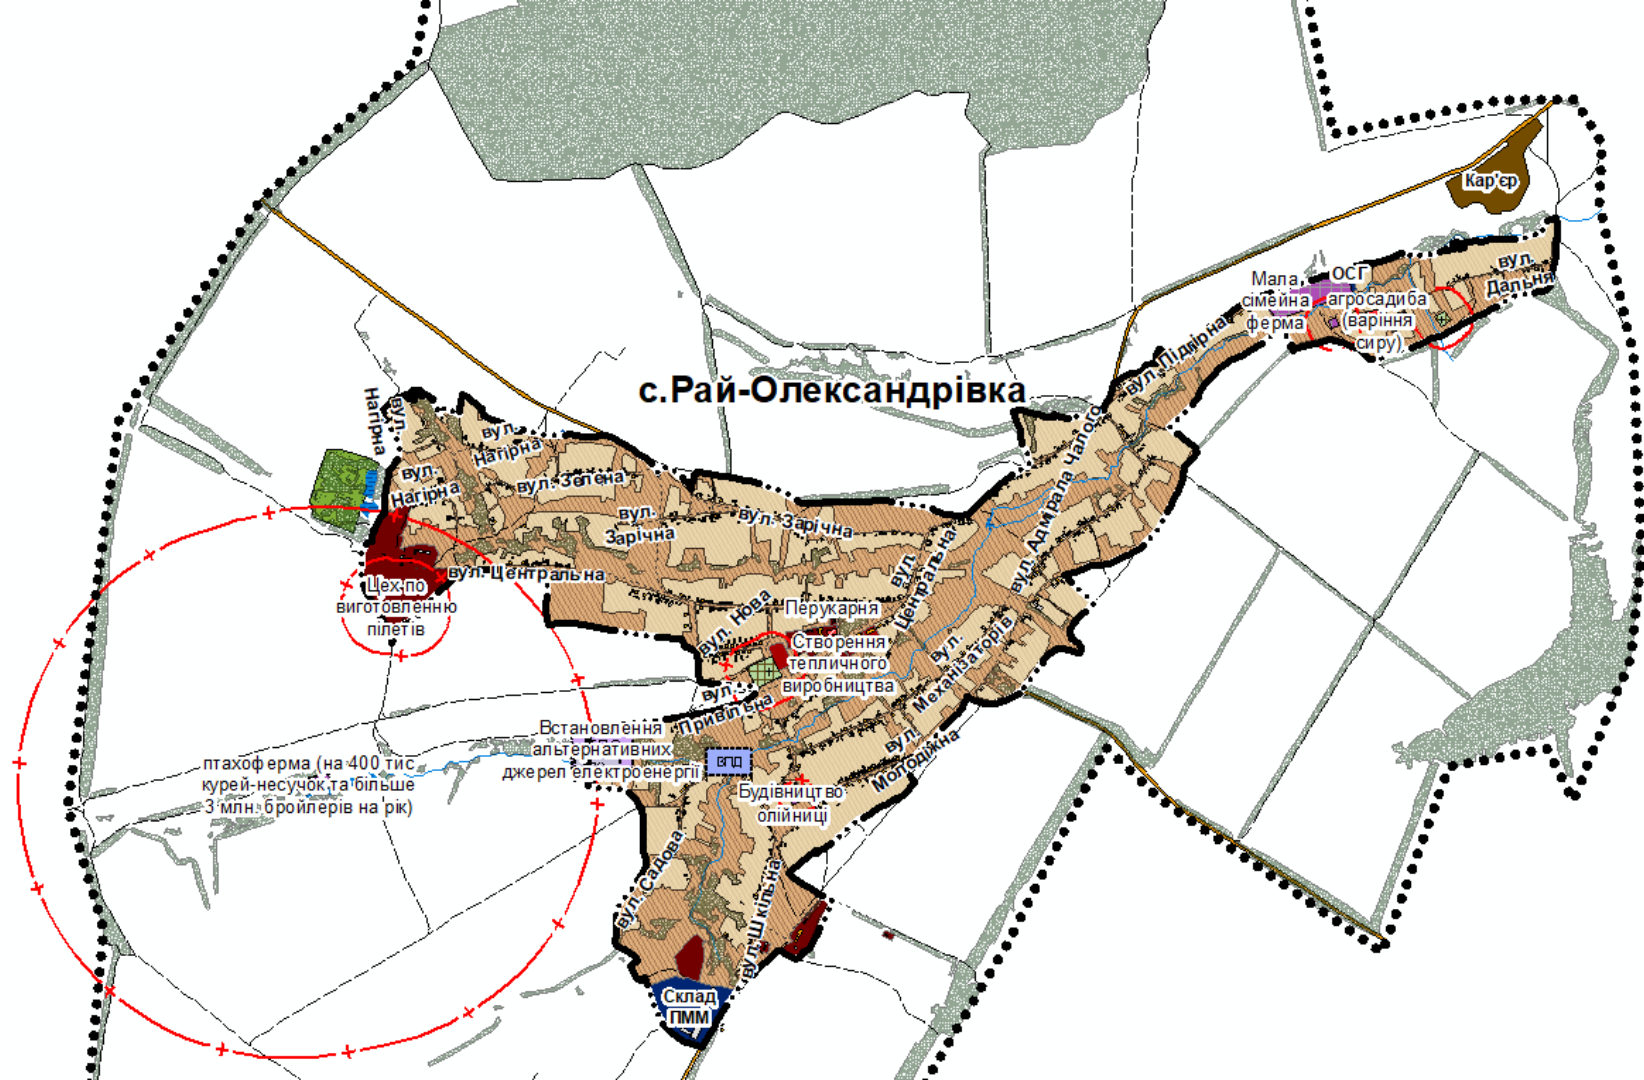 Кар'єр
вул.
Дальня
ОСГ
Мала
сімейна
ферма
агросадиба
(варіння
сиру)
вул. Підгірна
с.Рай-Олександрівка
вул.
Нагірна
вул.
Нагірна
вул.
Нагірна
вул. Зелена
вул.
Зарічна
вул. Зарічна
вул. Адмірала Чалого
вул.
Центральна
вул. Центральна
Цех по
виготовленню
пілетів
вул. Нова
Перукарня
Створення
тепличного
виробництва
вул.
Механізаторів
вул.
Привільна
Встановлення
альтернативних
джерел електроенергії
ВПД
вул.
Молодіжна
птахоферма (на 400 тис
курей-несучок та більше
3 млн. бройлерів на рік)
Будівництво
олійниці
вул. Садова
вул. Шкільна
Склад
ПММ